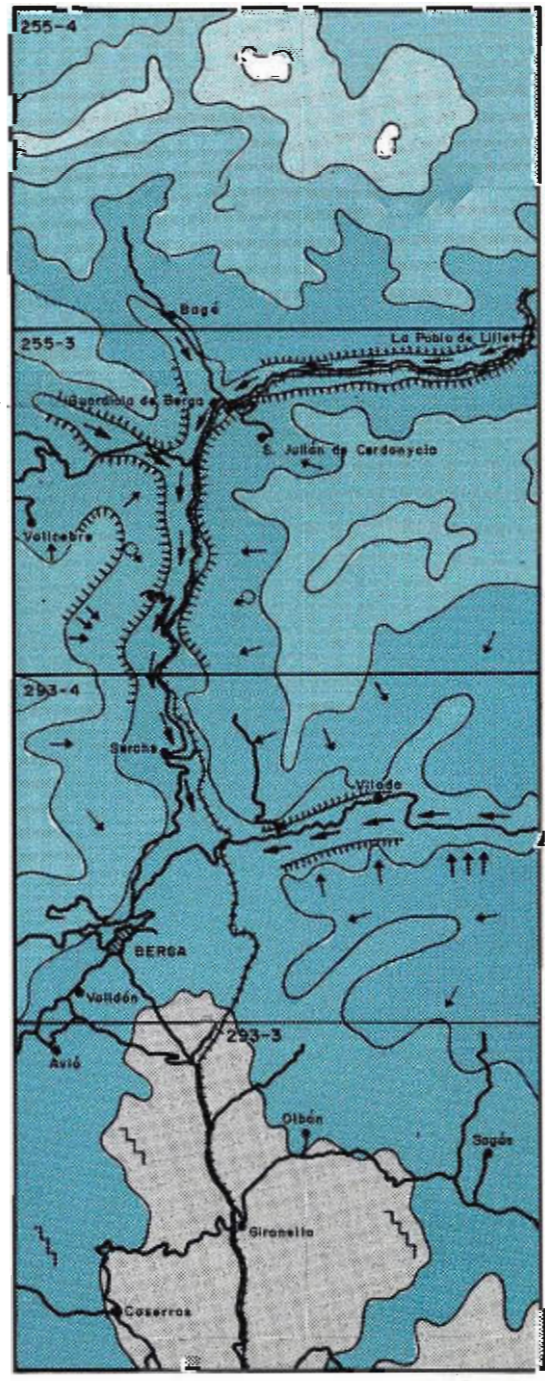 255-4
Bagá
255-3
La Pobla de Lillet
Guardiola de Berga
S. Julián de Cerdanyola
Vallcebre
293-4
Serchs
Vilada
BERGA
Valldán
293-3
Avió
Olbán
Sagás
Gironella
Caserras